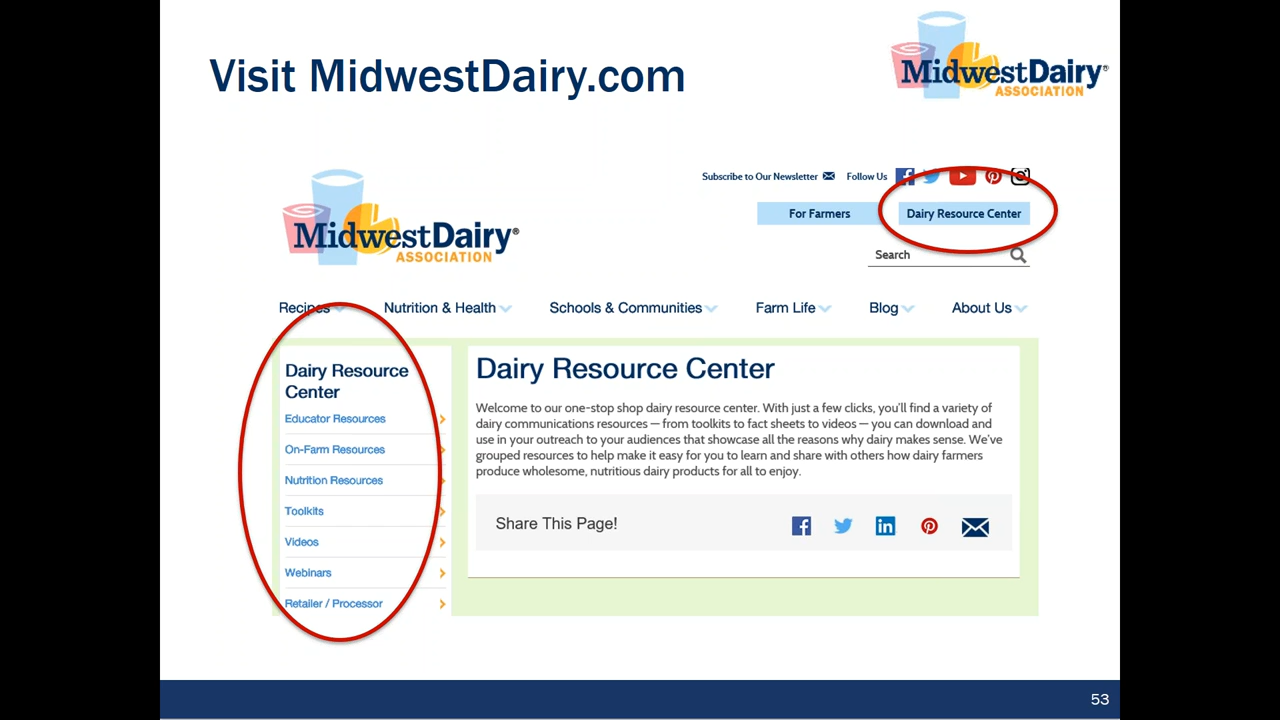 Visit MidwestDairy.com
MidwestDairy®
ASSOCIATION
Subscribe to Our Newsletter
Follow Us
MidwestDairy®
ASSOCIATION
For Farmers
Dairy Resource Center
Search
Recipes
Nutrition & Health
Schools & Communities
Farm Life
Blog
About Us
Dairy Resource
Center
Educator Resources
On-Farm Resources
Nutrition Resources
Toolkits
Videos
Webinars
Retailer / Processor
Dairy Resource Center
Welcome to our one-stop shop dairy resource center. With just a few clicks, you'll find a variety of
dairy communications resources — from toolkits to fact sheets to videos — you can download and
use in your outreach to your audiences that showcase all the reasons why dairy makes sense. We've
grouped resources to help make it easy for you to learn and share with others how dairy farmers
produce wholesome, nutritious dairy products for all to enjoy.
Share This Page!
53